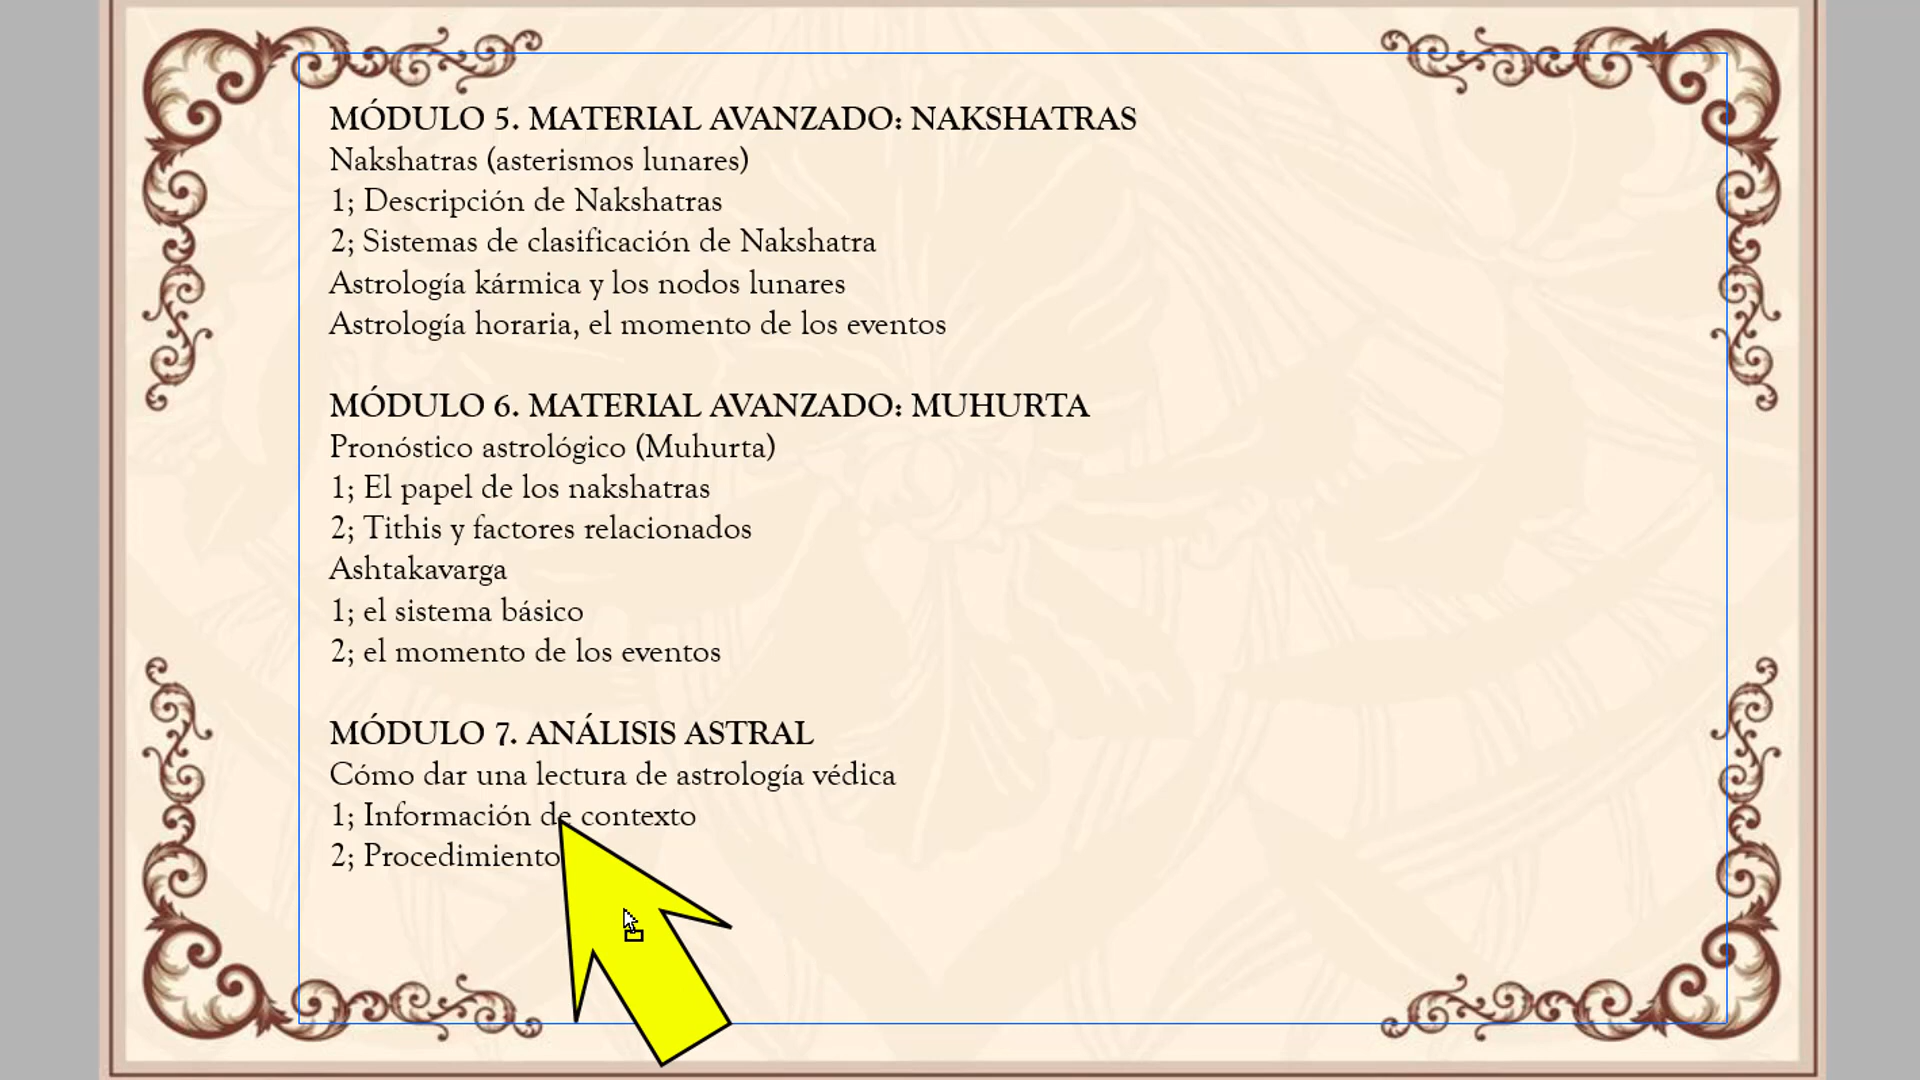 MÓDULO 5. MATERIAL AVANZADO: NAKSHATRAS
Nakshatras (asterismos lunares)
1; Descripción de Nakshatras
2; Sistemas de clasificación de Nakshatra
Astrología kármica y los nodos lunares
Astrología horaria, el momento de los eventos
MÓDULO 6. MATERIAL AVANZADO: MUHURTA
Pronóstico astrológico (Muhurta)
1; El papel de los nakshatras
2; Tithis y factores relacionados
Ashtakavarga
1; el sistema básico
2; el momento de los eventos
MÓDULO 7. ANÁLISIS ASTRAL
Cómo dar una lectura de astrología védica
1; Información de contexto
2; Procedimiento